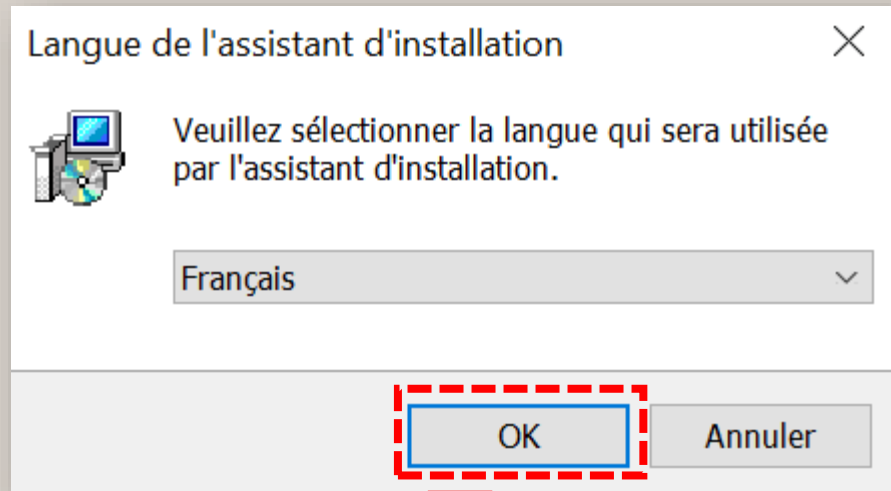 Langue de l'assistant d'installation
Veuillez sélectionner la langue qui sera utilisée
par l'assistant d'installation.
Français
OK
Annuler